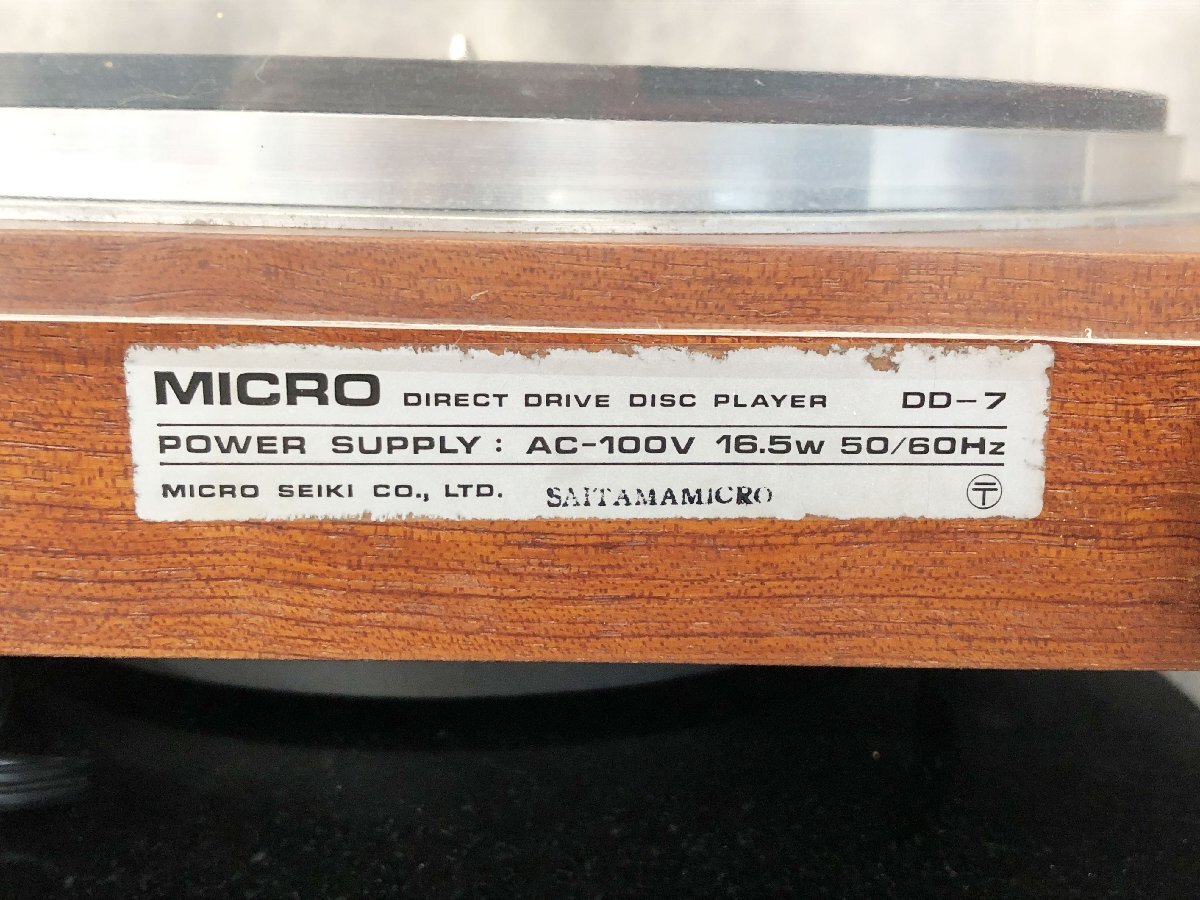 MICRO DIRECT DRIVE DISC PLAYER DD-7
POWER SUPPLY : AC-100V 16.5W 50/60Hz
MICRO SEIKI CO., LTD. SAITAMAMICRO 〒